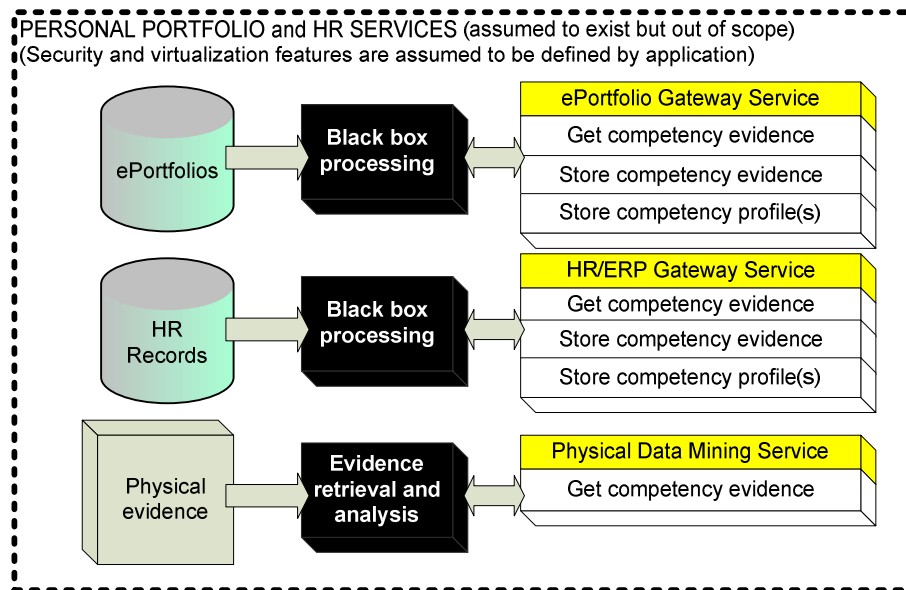 PERSONAL PORTFOLIO and HR SERVICES (assumed to exist but out of scope)
(Security and virtualization features are assumed to be defined by application)
ePortfolios
Black box
processing
ePortfolio Gateway Service
Get competency evidence
Store competency evidence
Store competency profile(s)
HR
Records
Black box
processing
HR/ERP Gateway Service
Get competency evidence
Store competency evidence
Store competency profile(s)
Physical
evidence
Evidence
retrieval and
analysis
Physical Data Mining Service
Get competency evidence